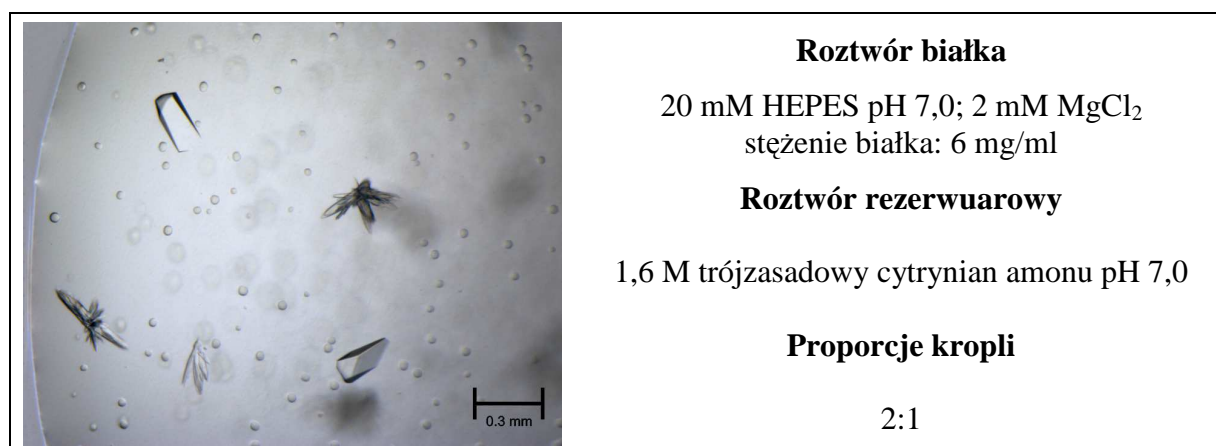 Roztwór białka
20 mM HEPES pH 7,0; 2 mM MgCl₂
stężenie białka: 6 mg/ml
Roztwór rezerwuarowy
1,6 M trójzasadowy cytrynian amonu pH 7,0
Proporcje kropli
2:1
0.3 mm